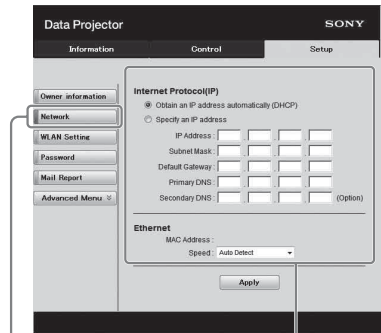 Data Projector
SONY
Information
Control
Setup
Owner information
Network
WLAN Setting
Password
Mail Report
Advanced Menu
Internet Protocol(IP)
Obtain an IP address automatically (DHCP)
Specify an IP address
IP Address :
Subnet Mask :
Default Gateway :
Primary DNS :
Secondary DNS :
(Option)
Ethernet
MAC Address :
Speed : Auto Detect
Apply